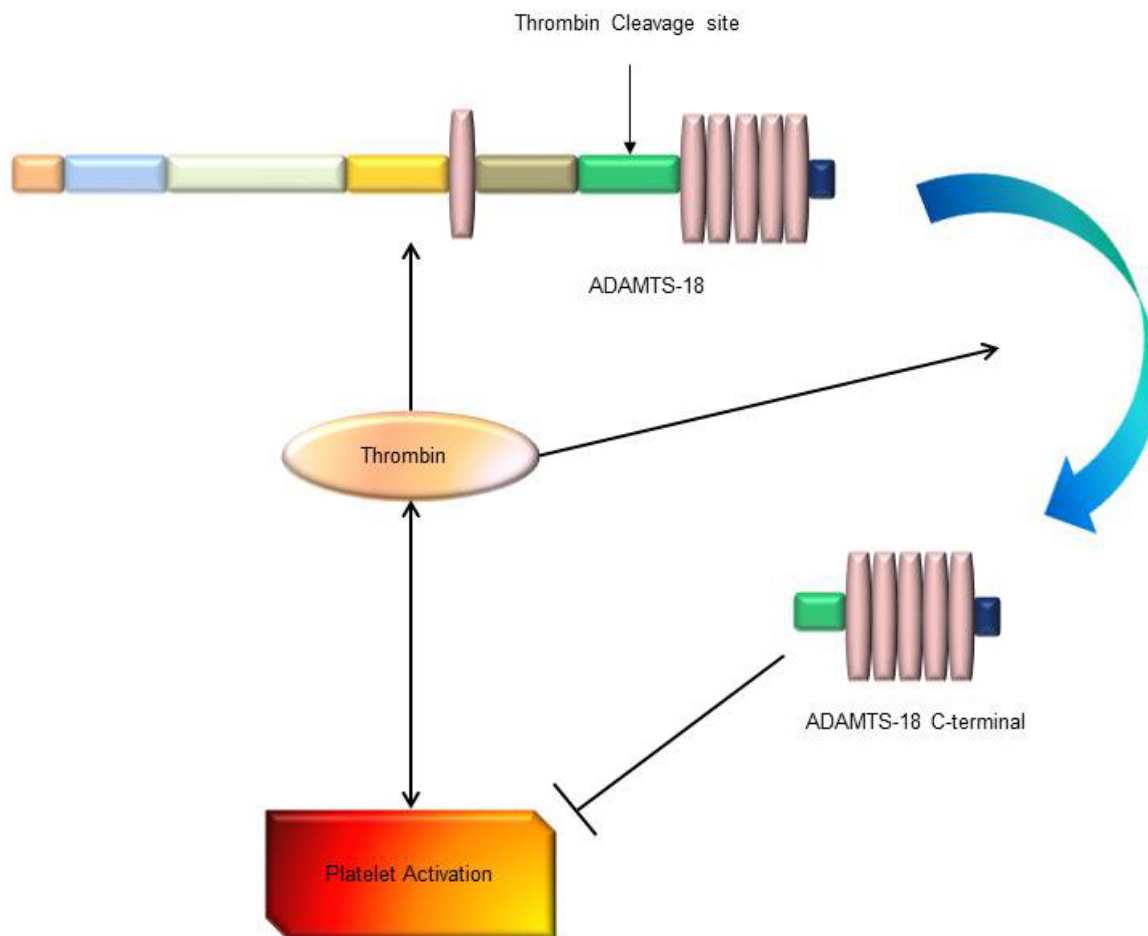 Thrombin Cleavage site
ADAMTS-18
Thrombin
ADAMTS-18 C-terminal
Platelet Activation